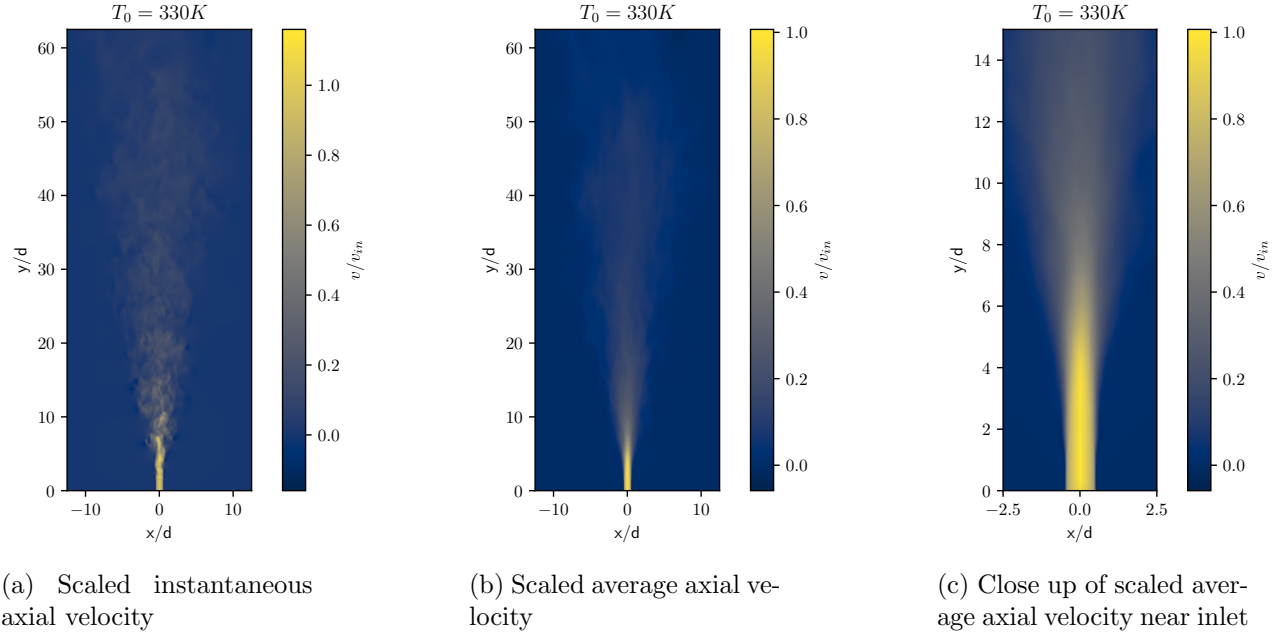 T₀ = 330K
60
50
40
30
20
10
0
y/d
−10 0 10
x/d
1.0
0.8
0.6
0.4
0.2
0.0
v/vᵢₙ
(a) Scaled instantaneous
axial velocity
T₀ = 330K
60
50
40
30
20
10
0
y/d
−10 0 10
x/d
1.0
0.8
0.6
0.4
0.2
0.0
v/vᵢₙ
(b) Scaled average axial ve-
locity
T₀ = 330K
14
12
10
8
6
4
2
0
y/d
−2.5 0.0 2.5
x/d
1.0
0.8
0.6
0.4
0.2
0.0
v/vᵢₙ
(c) Close up of scaled aver-
age axial velocity near inlet